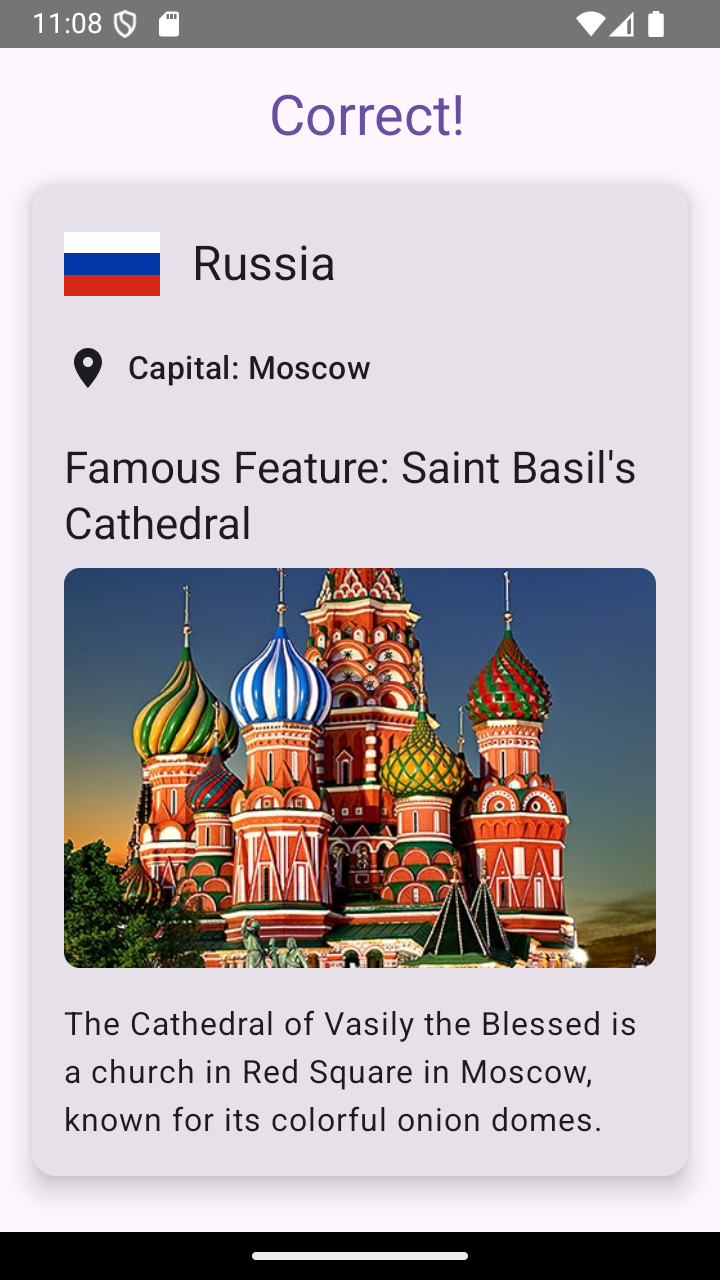 11:08
Correct!
Russia
Capital: Moscow
Famous Feature: Saint Basil's
Cathedral
The Cathedral of Vasily the Blessed is
a church in Red Square in Moscow,
known for its colorful onion domes.